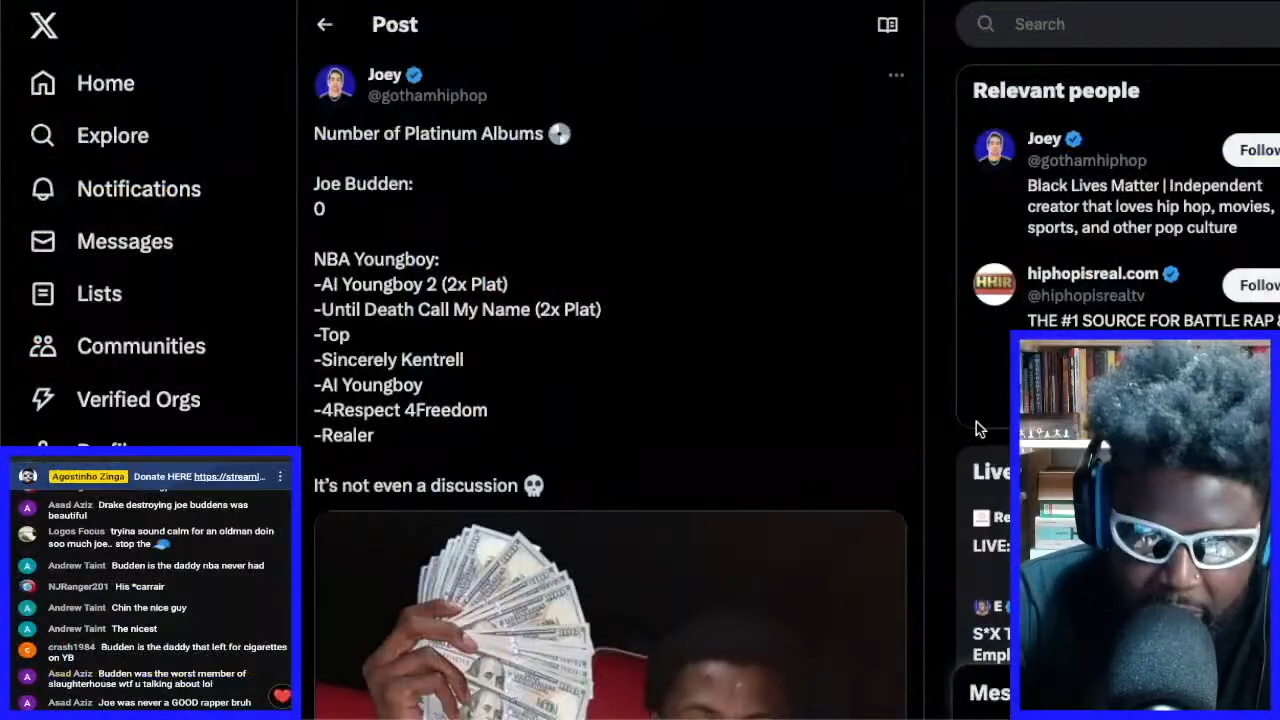 Home
Explore
Notifications
Messages
Lists
Communities
Verified Orgs
Post
Joey
@gothamhiphop
Number of Platinum Albums
Joe Budden:
0
NBA Youngboy:
-AI Youngboy 2 (2x Plat)
-Until Death Call My Name (2x Plat)
-Top
-Sincerely Kentrell
-AI Youngboy
-4Respect 4Freedom
-Realer
It's not even a discussion
Search
Relevant people
Joey
@gothamhiphop
Follow
Black Lives Matter | Independent
creator that loves hip hop, movies,
sports, and other pop culture
HHIR
hiphopisreal.com
@hiphopisrealtv
Follow
THE #1 SOURCE FOR BATTLE RAP &
Live
Re
LIVE:
E
S*X T
Empl
Mes
Agostinho Zinga Donate HERE https://streaml...
Asad Aziz Drake destroying joe buddens was
beautiful
Logos Focus tryina sound calm for an oldman doin
soo much joe.. stop the
Andrew Taint Budden is the daddy nba never had
NJRanger201 His *carrair
Andrew Taint Chin the nice guy
Andrew Taint The nicest
crash1984 Budden is the daddy that left for cigarettes
on YB
Asad Aziz Budden was the worst member of
slaughterhouse wtf u talking about lol
Asad Aziz Joe was never a GOOD rapper bruh